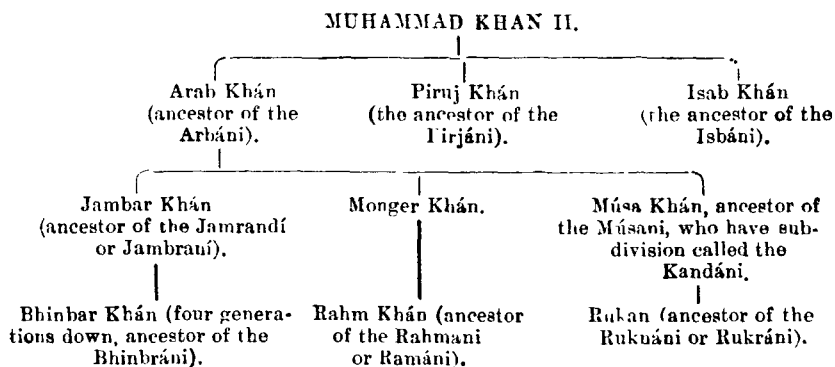 MUHAMMAD KHAN II.
Arab Khán
(ancestor of the
Arbáni).
Piruj Khán
(the ancestor of the
Pirjáni).
Isab Khán
(the ancestor of the
Isbáni).
Jambar Khán
(ancestor of the Jamrandí
or Jambraní).
Monger Khán.
Músa Khán, ancestor of
the Músani, who have sub-
division called the
Kandáni.
Bhinbar Khán (four genera-
tions down, ancestor of the
Bhinbráni).
Rahm Khán (ancestor
of the Rahmani
or Ramáni).
Rukan (ancestor of the
Ruknáni or Rukráni).